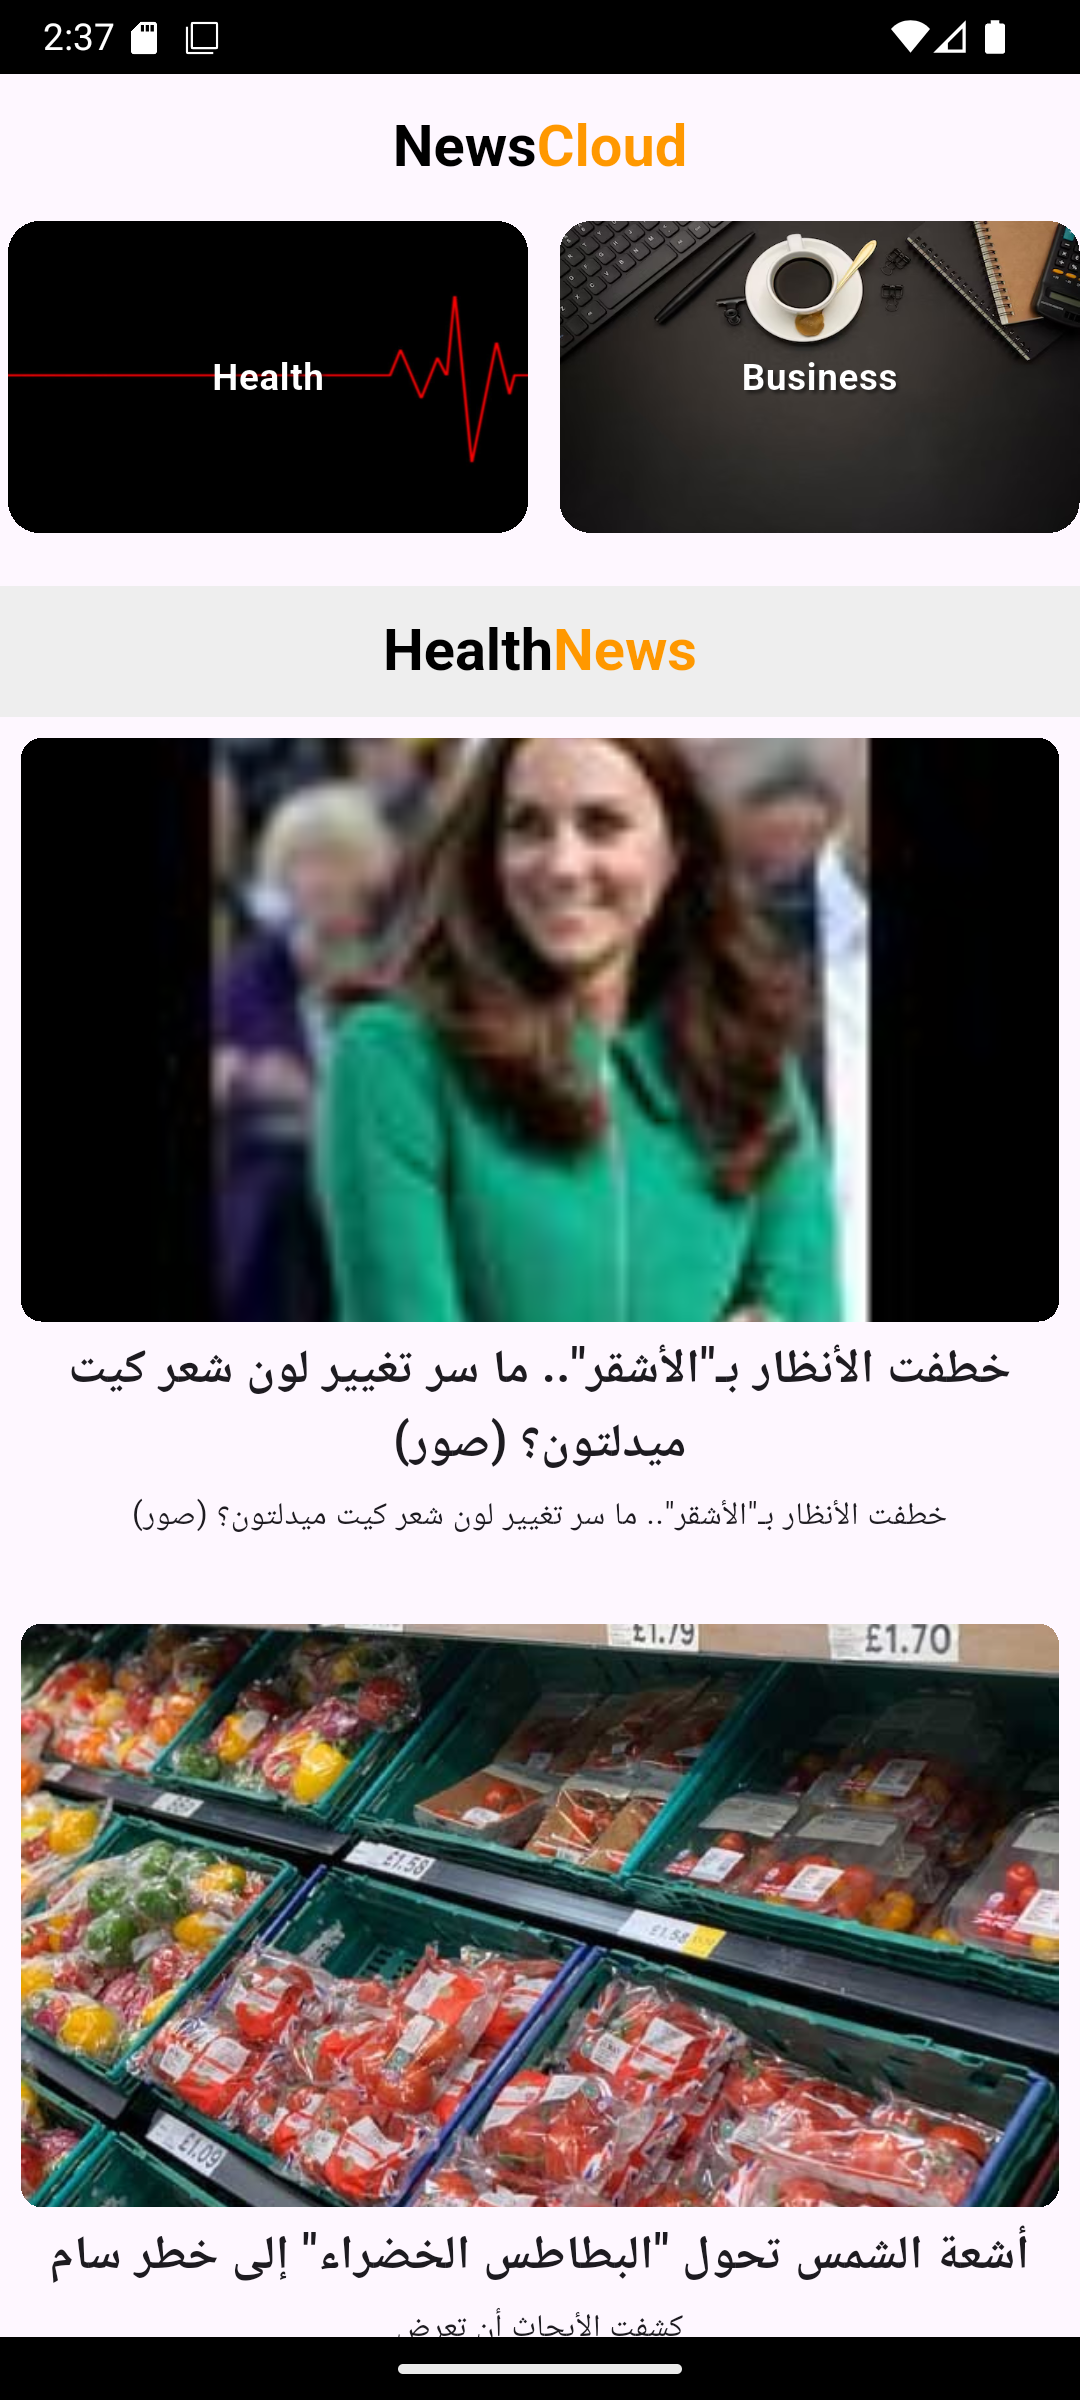 2:37
NewsCloud
Health
Business
HealthNews
خطفت الأنظار بـ"الأشقر".. ما سر تغيير لون شعر كيت
ميدلتون؟ (صور)
خطفت الأنظار بـ"الأشقر".. ما سر تغيير لون شعر كيت ميدلتون؟ (صور)
£1.79
£1.70
£1.58
£1.58
£1.09
أشعة الشمس تحول "البطاطس الخضراء" إلى خطر سام
كشفت الأبحاث أن تعرض